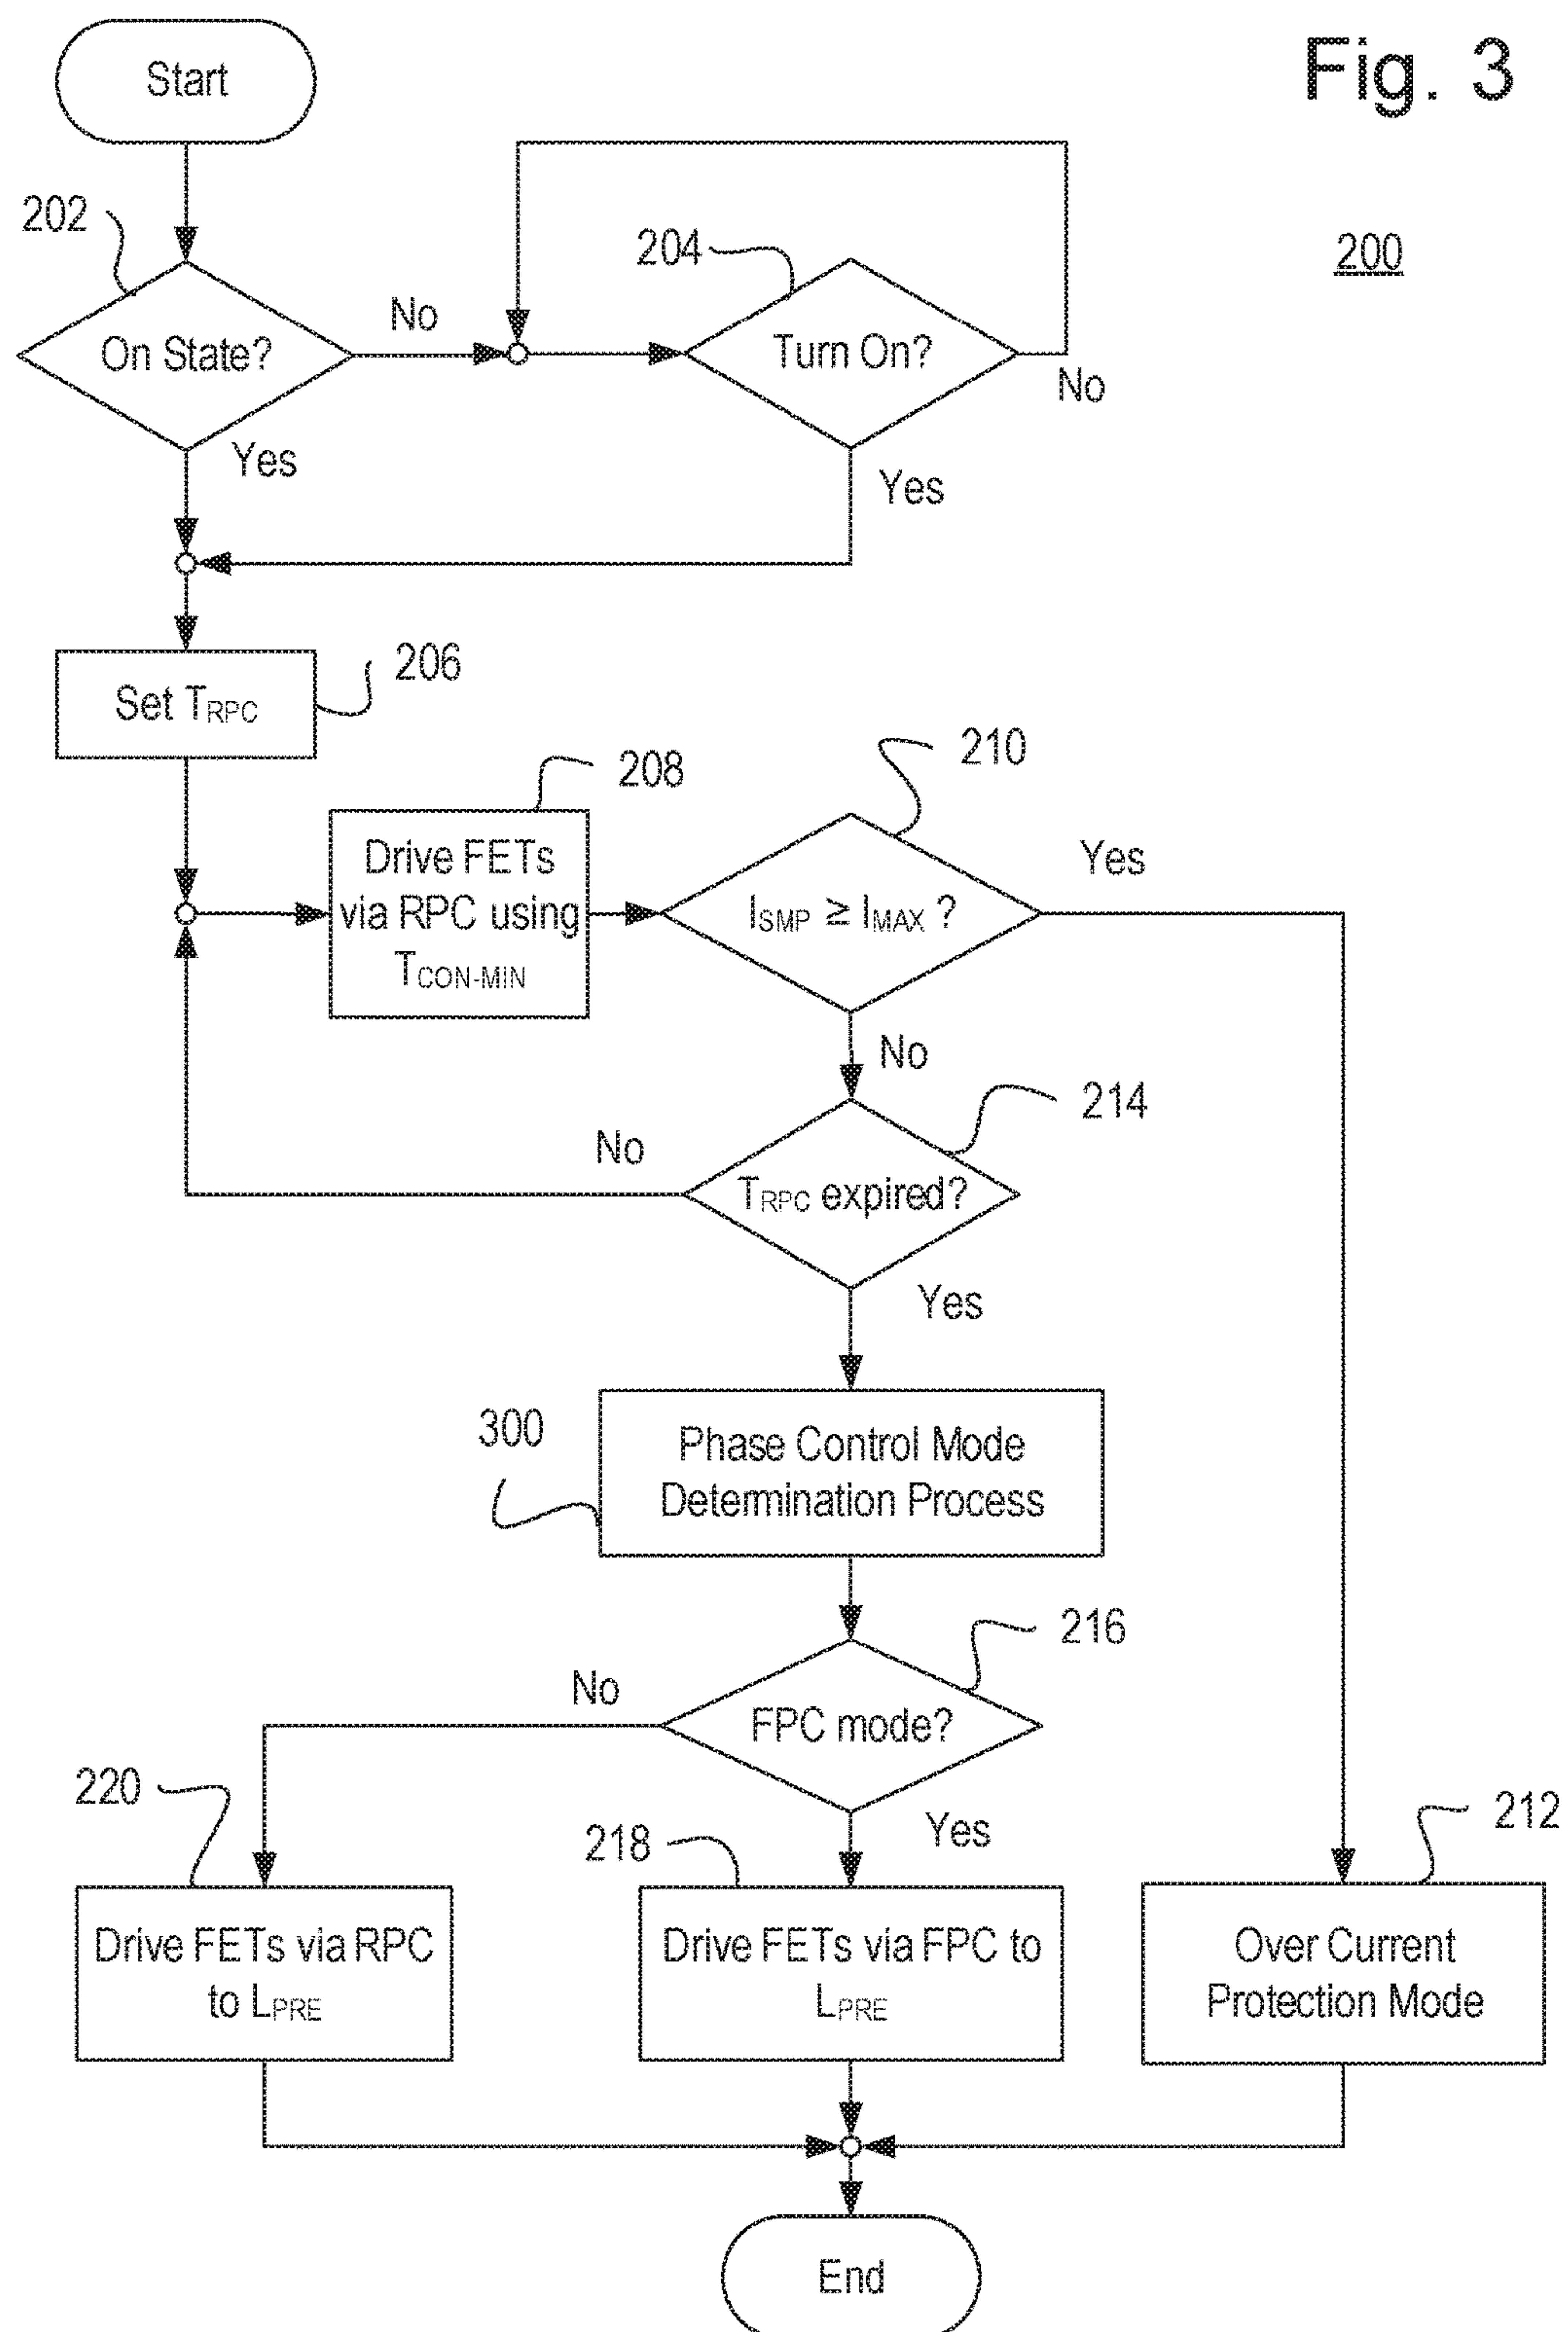 Fig. 3
200
Start
202
On State?
No
Yes
204
Turn On?
No
Yes
206
Set TRPC
208
Drive FETs
via RPC using
TCON-MIN
210
ISMP ≥ IMAX ?
Yes
No
214
TRPC expired?
No
Yes
300
Phase Control Mode
Determination Process
216
FPC mode?
No
Yes
220
Drive FETs via RPC
to LPRE
218
Drive FETs via FPC to
LPRE
212
Over Current
Protection Mode
End